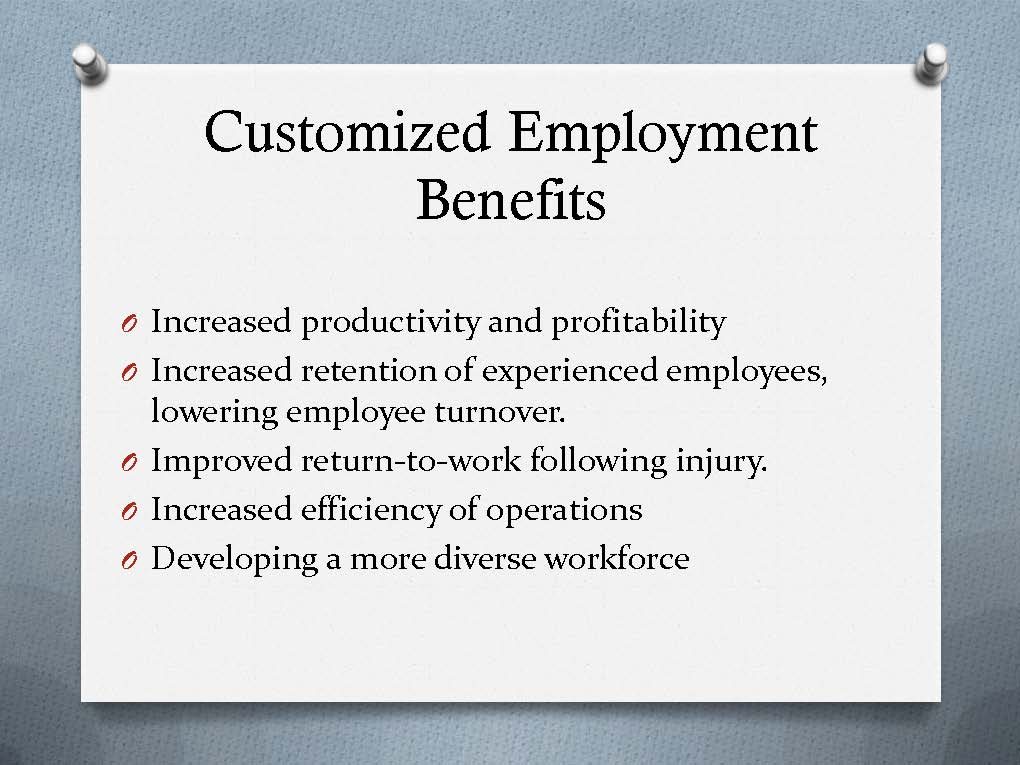 Customized Employment
Benefits
Increased productivity and profitability
Increased retention of experienced employees,
lowering employee turnover.
Improved return-to-work following injury.
Increased efficiency of operations
Developing a more diverse workforce